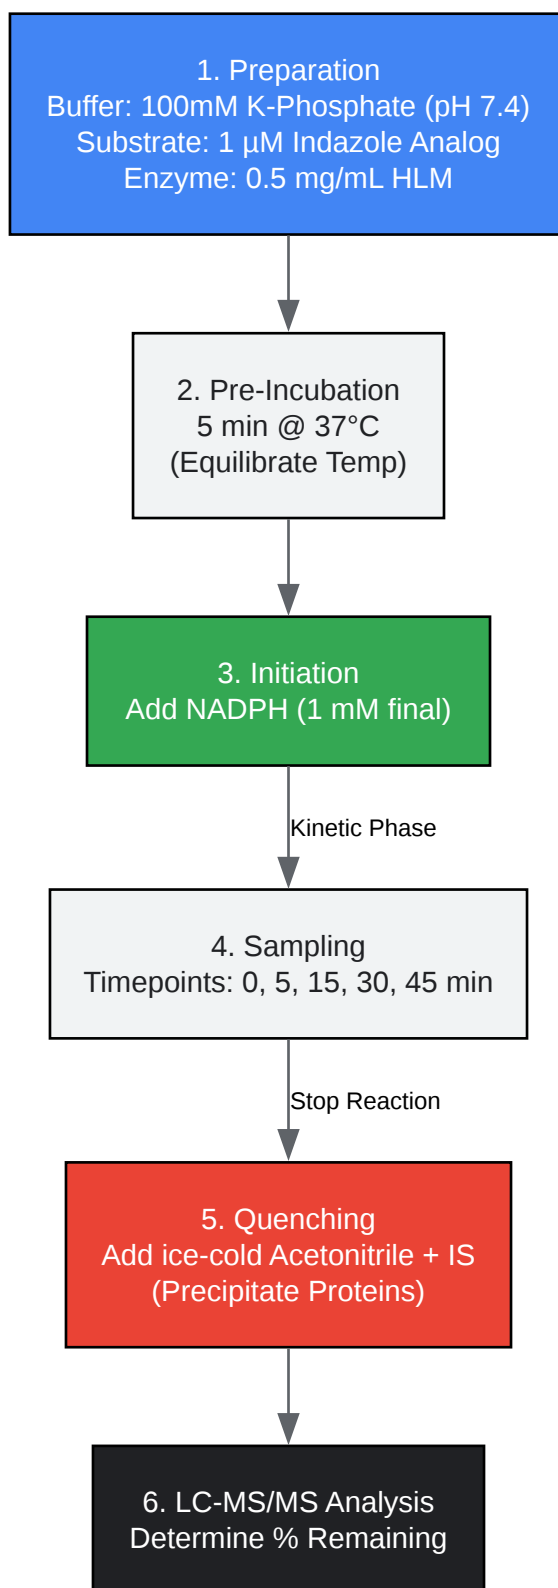 1. Preparation
Buffer: 100mM K-Phosphate (pH 7.4)
Substrate: 1 µM Indazole Analog
Enzyme: 0.5 mg/mL HLM
2. Pre-Incubation
5 min @ 37°C
(Equilibrate Temp)
3. Initiation
Add NADPH (1 mM final)
Kinetic Phase
4. Sampling
Timepoints: 0, 5, 15, 30, 45 min
Stop Reaction
5. Quenching
Add ice-cold Acetonitrile + IS
(Precipitate Proteins)
6. LC-MS/MS Analysis
Determine % Remaining